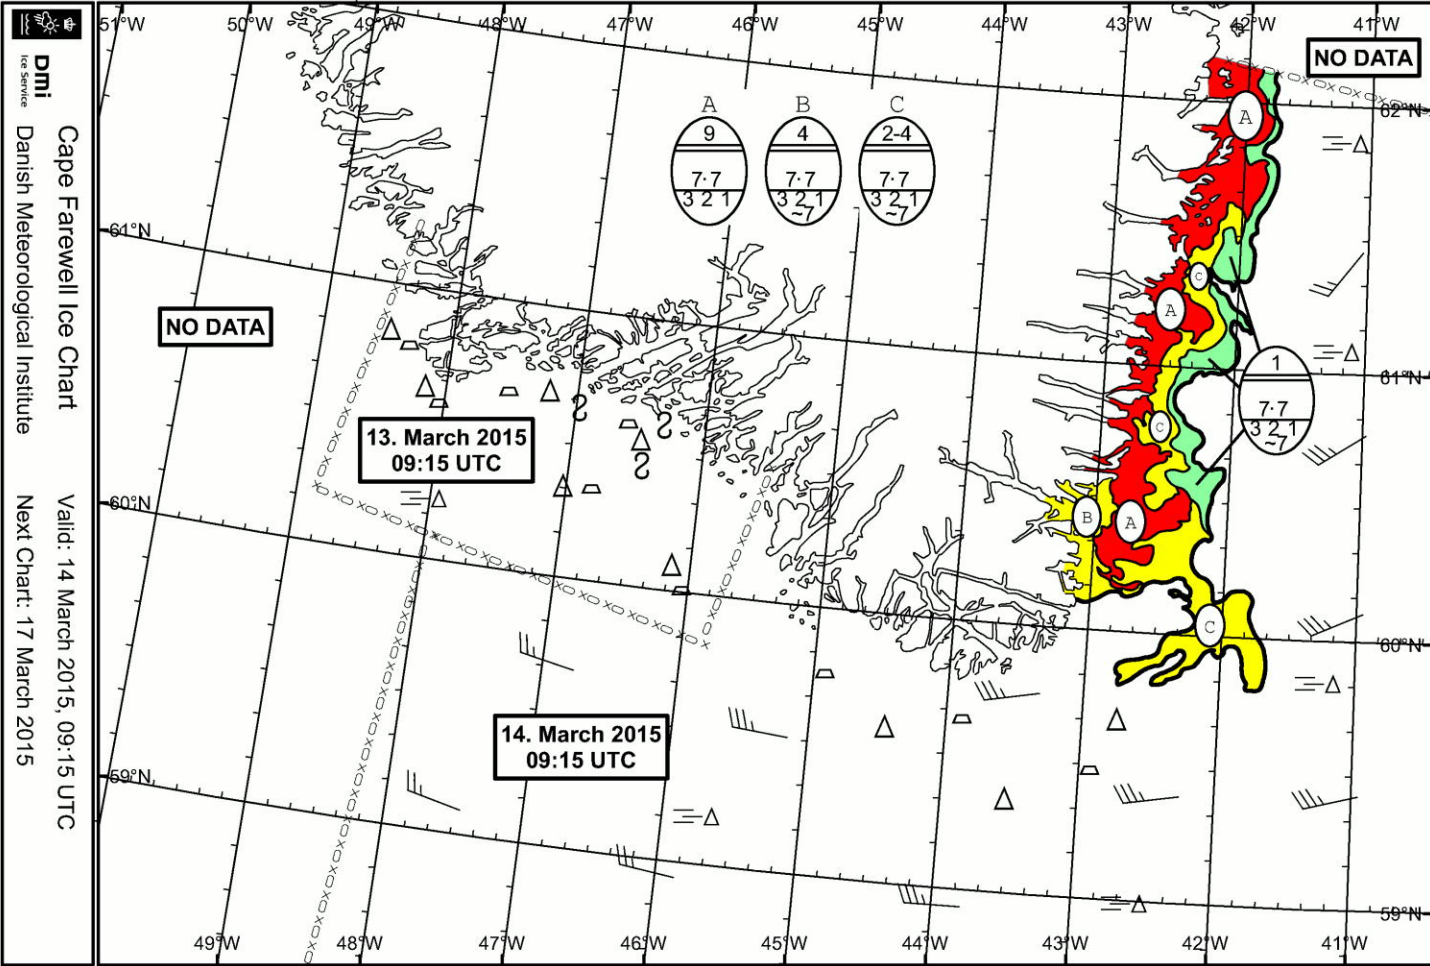 51°W
50°W
49°W
48°W
47°W
46°W
45°W
44°W
43°W
42°W
41°W
NO DATA
62°N
A
B
C
9
4
2-4
7·7
7·7
7·7
3 2 1
3 2 1
3 2 1
~7
~7
A
61°N
NO DATA
C
A
1
7·7
3 2 1
~7
61°N
13. March 2015
09:15 UTC
C
60°N
B
A
C
60°N
14. March 2015
09:15 UTC
59°N
59°N
49°W
48°W
47°W
46°W
45°W
44°W
43°W
42°W
41°W
Dmi
Ice Service
Cape Farewell Ice Chart
Danish Meteorological Institute
Valid: 14 March 2015, 09:15 UTC
Next Chart: 17 March 2015